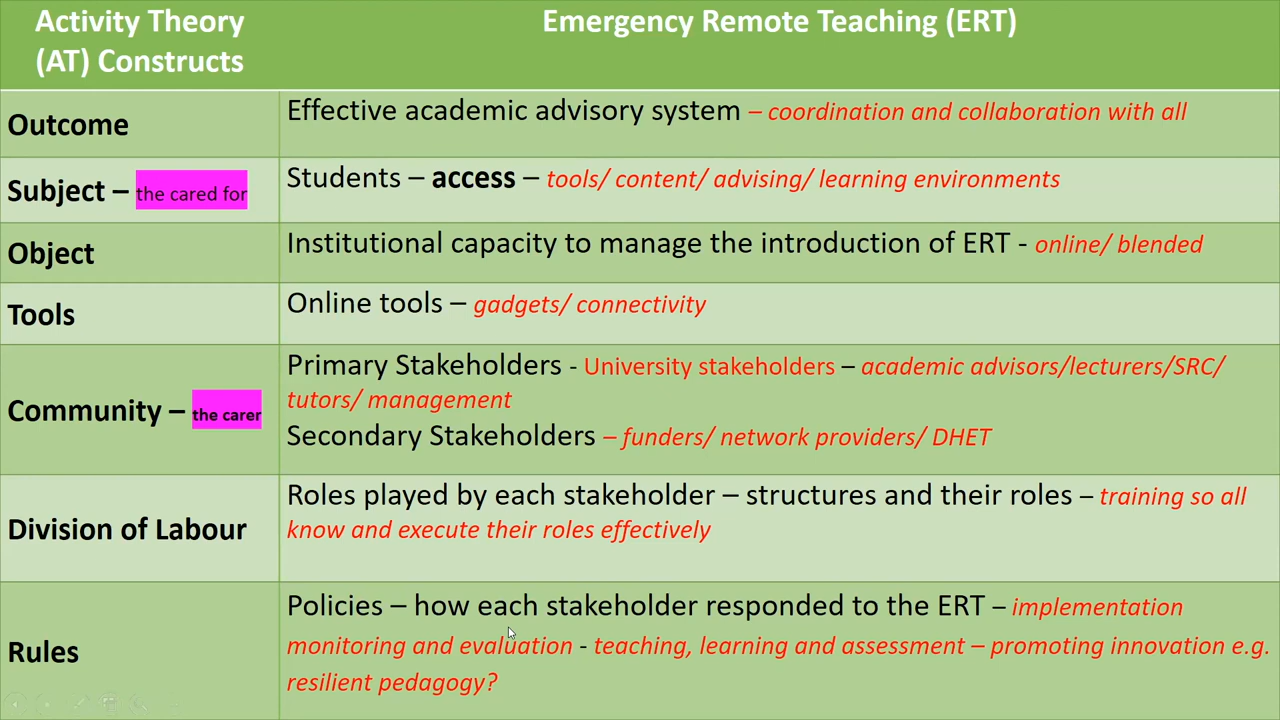 Activity Theory
(AT) Constructs
Emergency Remote Teaching (ERT)
Outcome
Effective academic advisory system – coordination and collaboration with all
Subject – the cared for
Students – access – tools/ content/ advising/ learning environments
Object
Institutional capacity to manage the introduction of ERT - online/ blended
Tools
Online tools – gadgets/ connectivity
Community – the carer
Primary Stakeholders - University stakeholders – academic advisors/lecturers/SRC/
tutors/ management
Secondary Stakeholders – funders/ network providers/ DHET
Division of Labour
Roles played by each stakeholder – structures and their roles – training so all
know and execute their roles effectively
Rules
Policies – how each stakeholder responded to the ERT – implementation
monitoring and evaluation - teaching, learning and assessment – promoting innovation e.g.
resilient pedagogy?